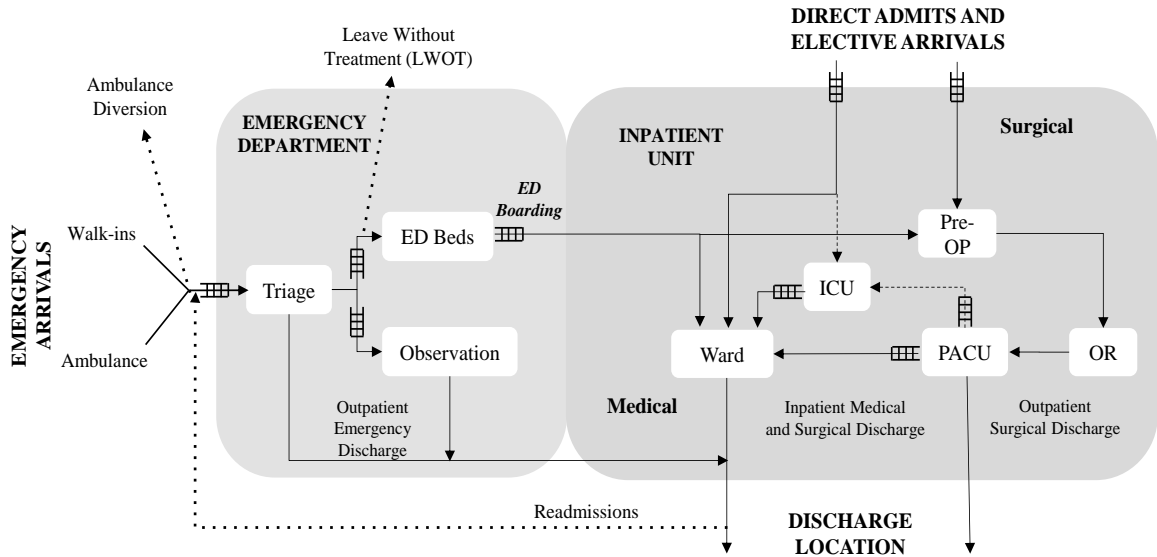 DIRECT ADMITS AND
ELECTIVE ARRIVALS
Leave Without
Treatment (LWOT)
Ambulance
Diversion
EMERGENCY
DEPARTMENT
INPATIENT
UNIT
Surgical
ED
Boarding
EMERGENCY
ARRIVALS
Walk-ins
Ambulance
Triage
ED Beds
Observation
Pre-
OP
ICU
Ward
PACU
OR
Medical
Outpatient
Emergency
Discharge
Inpatient Medical
and Surgical Discharge
Outpatient
Surgical Discharge
Readmissions
DISCHARGE
LOCATION